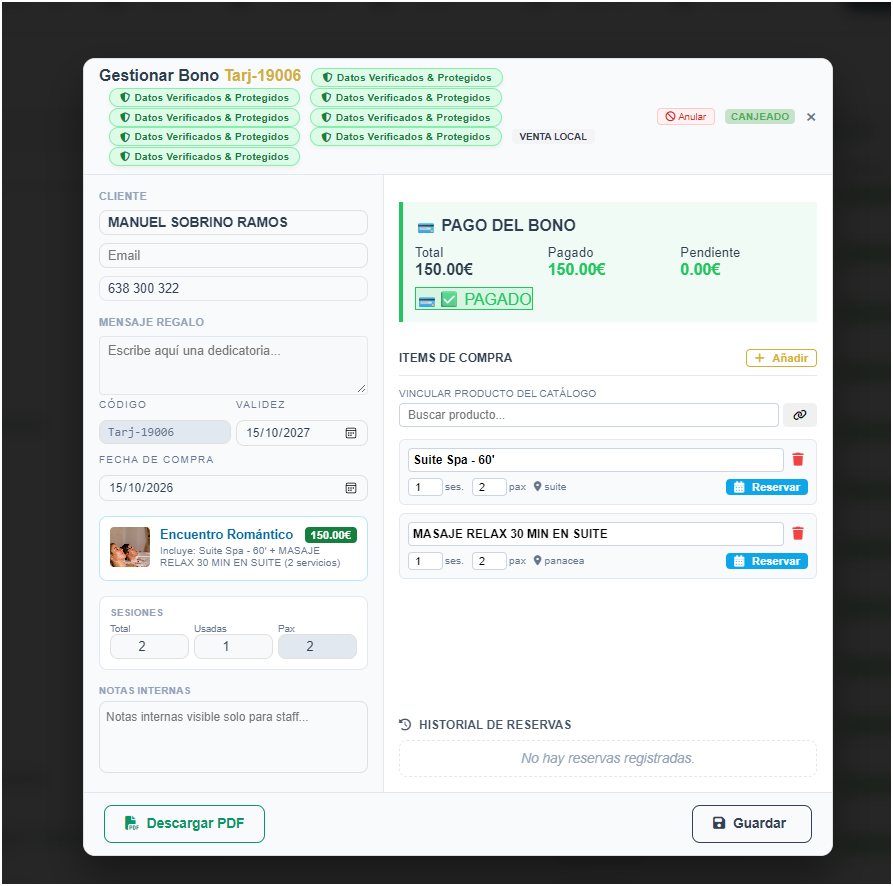 Gestionar Bono Tarj-19006 Datos Verificados & Protegidos
Datos Verificados & Protegidos Datos Verificados & Protegidos
Datos Verificados & Protegidos Datos Verificados & Protegidos
Datos Verificados & Protegidos Datos Verificados & Protegidos VENTA LOCAL
Datos Verificados & Protegidos
Anular CANJEADO ×
CLIENTE
MANUEL SOBRINO RAMOS
Email
638 300 322
MENSAJE REGALO
Escribe aquí una dedicatoria...
CÓDIGO VALIDEZ
Tarj-19006 15/10/2027
FECHA DE COMPRA
15/10/2026
Encuentro Romántico 150.00€
Incluye: Suite Spa - 60' + MASAJE
RELAX 30 MIN EN SUITE (2 servicios)
SESIONES
Total Usadas Pax
2 1 2
NOTAS INTERNAS
Notas internas visible solo para staff...
PAGO DEL BONO
Total Pagado Pendiente
150.00€ 150.00€ 0.00€
PAGADO
ITEMS DE COMPRA + Añadir
VINCULAR PRODUCTO DEL CATÁLOGO
Buscar producto...
Suite Spa - 60'
1 ses. 2 pax suite Reservar
MASAJE RELAX 30 MIN EN SUITE
1 ses. 2 pax panacea Reservar
HISTORIAL DE RESERVAS
No hay reservas registradas.
PDF Descargar PDF Guardar